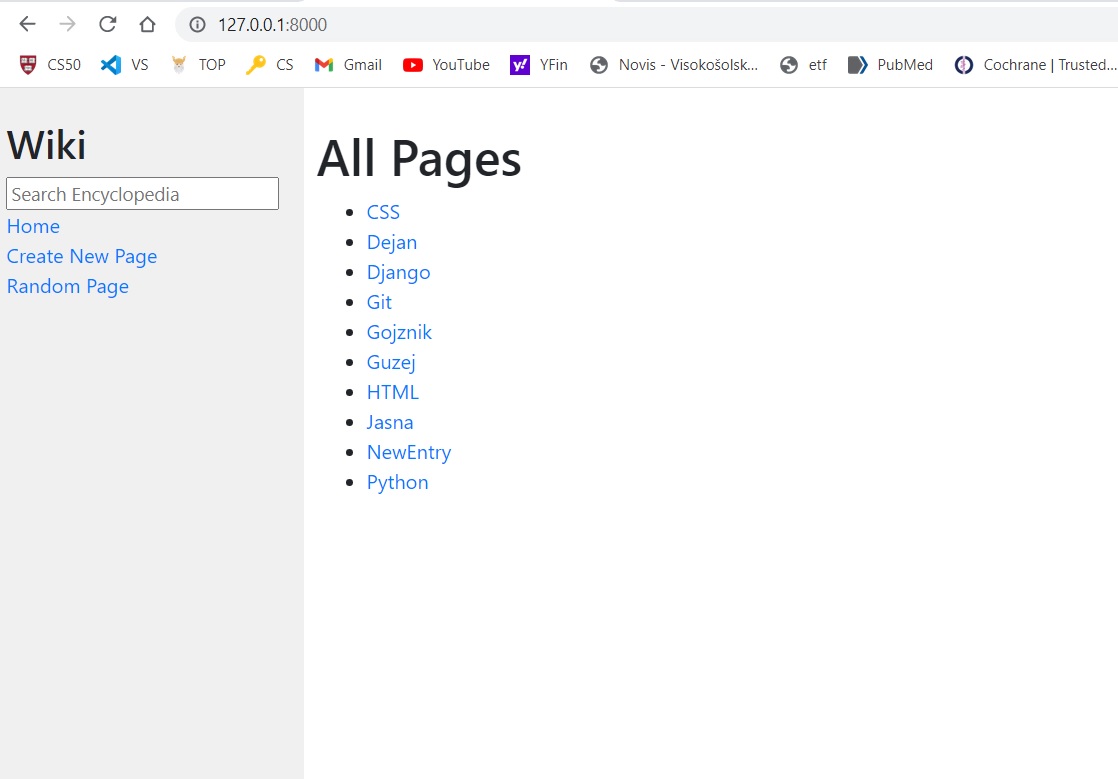 127.0.0.1:8000
CS50 VS TOP CS Gmail YouTube YFin Novis - Visokošolsk... etf PubMed Cochrane | Trusted...
Wiki
Search Encyclopedia
Home
Create New Page
Random Page
All Pages
CSS
Dejan
Django
Git
Gojznik
Guzej
HTML
Jasna
NewEntry
Python